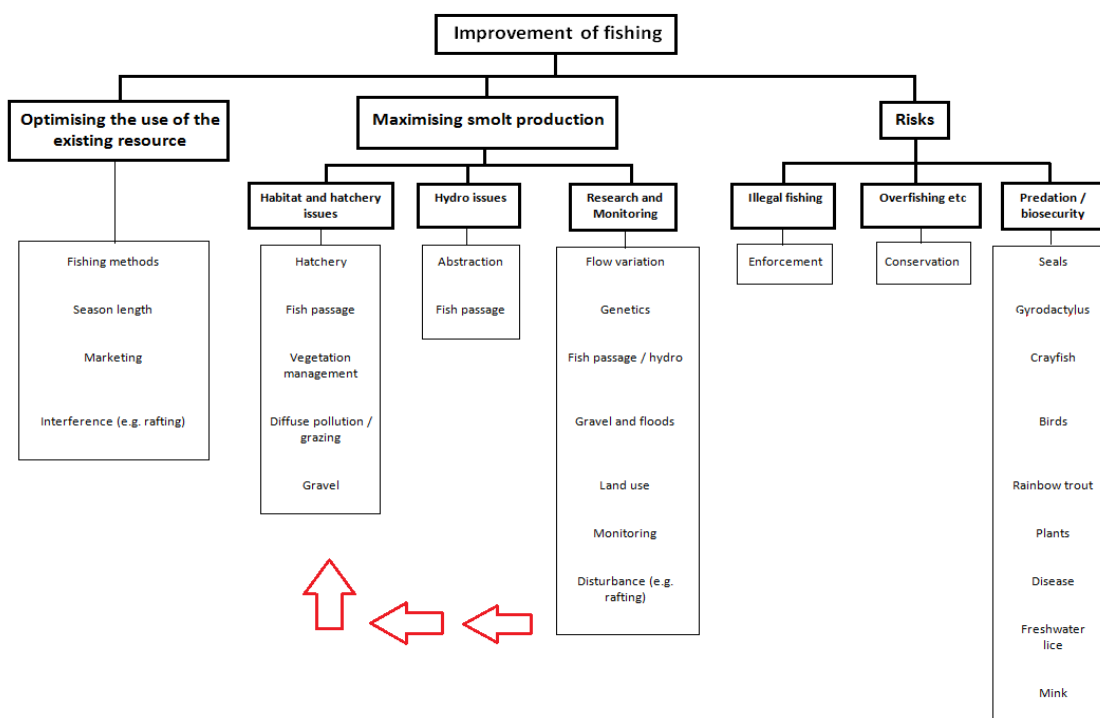 Improvement of fishing
Optimising the use of the
existing resource
Maximising smolt production
Risks
Habitat and hatchery
issues
Hydro issues
Research and
Monitoring
Illegal fishing
Overfishing etc
Predation /
biosecurity
Fishing methods
Season length
Marketing
Interference (e.g. rafting)
Hatchery
Fish passage
Vegetation
management
Diffuse pollution /
grazing
Gravel
Abstraction
Fish passage
Flow variation
Genetics
Fish passage / hydro
Gravel and floods
Land use
Monitoring
Disturbance (e.g.
rafting)
Enforcement
Conservation
Seals
Gyrodactylus
Crayfish
Birds
Rainbow trout
Plants
Disease
Freshwater
lice
Mink